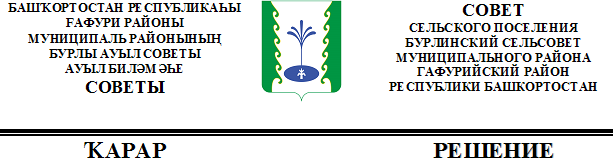 БАШҠОРТОСТАН РЕСПУБЛИКАҺЫ
ҒАФУРИ РАЙОНЫ
МУНИЦИПАЛЬ РАЙОНЫНЫҢ
БУРЛЫ АУЫЛ СОВЕТЫ
АУЫЛ БИЛӘМӘҺЕ
СОВЕТЫ
СОВЕТ
СЕЛЬСКОГО ПОСЕЛЕНИЯ
БУРЛИНСКИЙ СЕЛЬСОВЕТ
МУНИЦИПАЛЬНОГО РАЙОНА
ГАФУРИЙСКИЙ РАЙОН
РЕСПУБЛИКИ БАШКОРТОСТАН
ҠАРАР
РЕШЕНИЕ